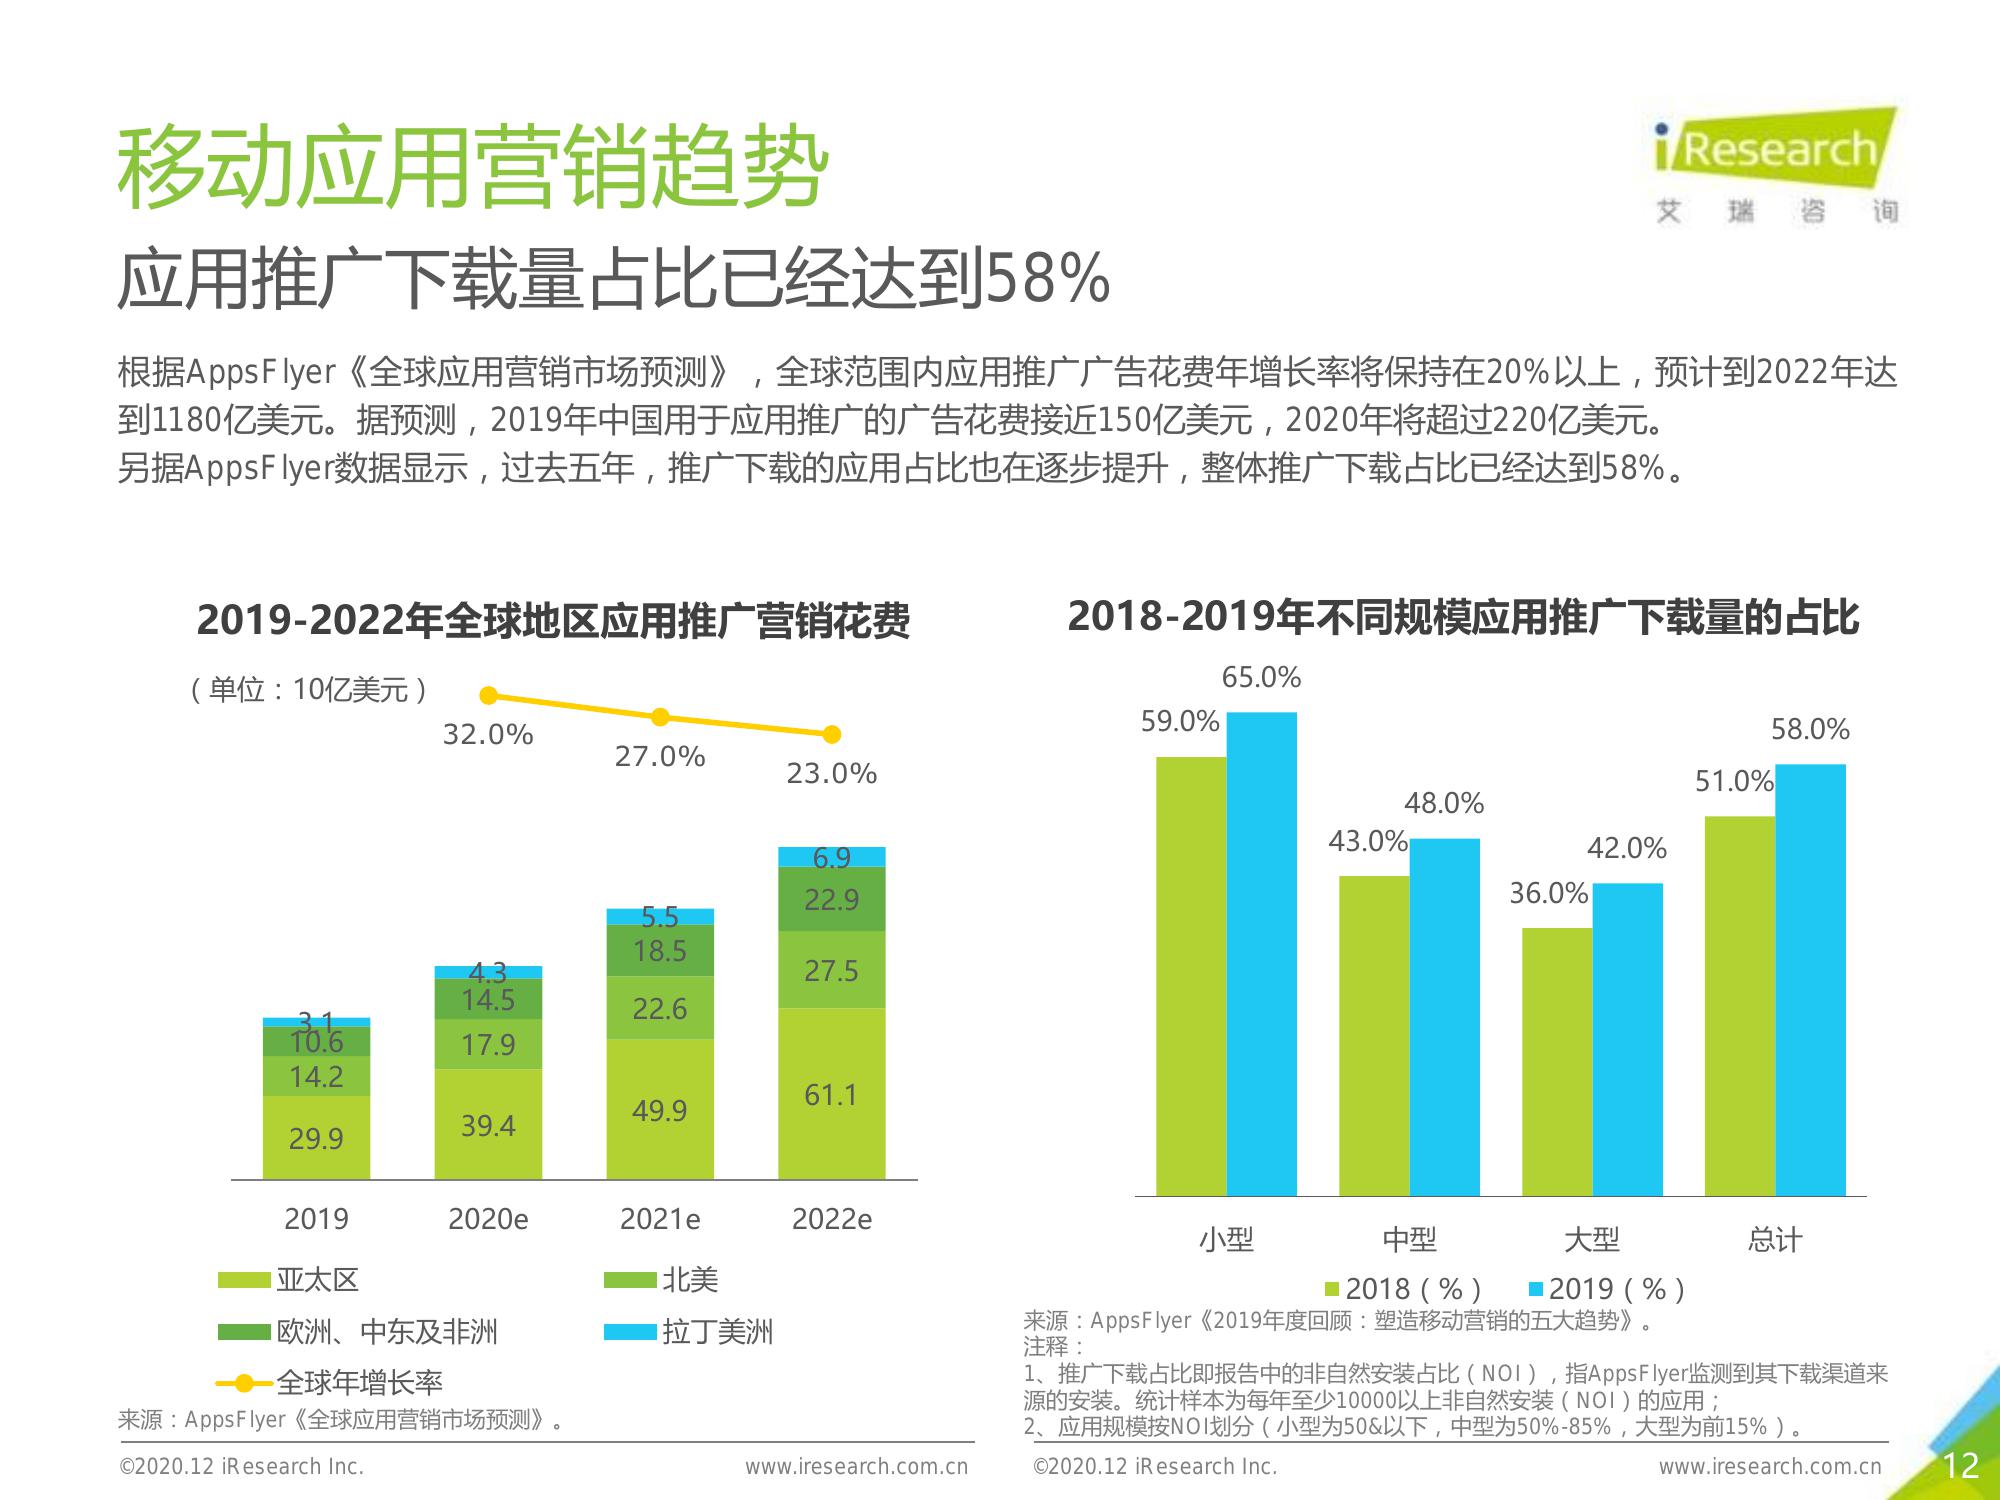 移动应用营销趋势
iResearch
艾瑞咨询
应用推广下载量占比已经达到58%
根据AppsFlyer《全球应用营销市场预测》，全球范围内应用推广广告花费年增长率将保持在20%以上，预计到2022年达
到1180亿美元。据预测，2019年中国用于应用推广的广告花费接近150亿美元，2020年将超过220亿美元。
另据AppsFlyer数据显示，过去五年，推广下载的应用占比也在逐步提升，整体推广下载占比已经达到58%。
2019-2022年全球地区应用推广营销花费
（单位：10亿美元）
32.0%
27.0%
23.0%
3.1
10.6
14.2
29.9
4.3
14.5
17.9
39.4
5.5
18.5
22.6
49.9
6.9
22.9
27.5
61.1
2019 2020e 2021e 2022e
亚太区 北美
欧洲、中东及非洲 拉丁美洲
全球年增长率
来源：AppsFlyer《全球应用营销市场预测》。
©2020.12 iResearch Inc. www.iresearch.com.cn
2018-2019年不同规模应用推广下载量的占比
59.0%
65.0%
43.0%
48.0%
36.0%
42.0%
51.0%
58.0%
小型 中型 大型 总计
2018（%） 2019（%）
来源：AppsFlyer《2019年度回顾：塑造移动营销的五大趋势》。
注释：
1、推广下载占比即报告中的非自然安装占比（NOI），指AppsFlyer监测到其下载渠道来
源的安装。统计样本为每年至少10000以上非自然安装（NOI）的应用；
2、应用规模按NOI划分（小型为50&以下，中型为50%-85%，大型为前15%）。
©2020.12 iResearch Inc. www.iresearch.com.cn
12